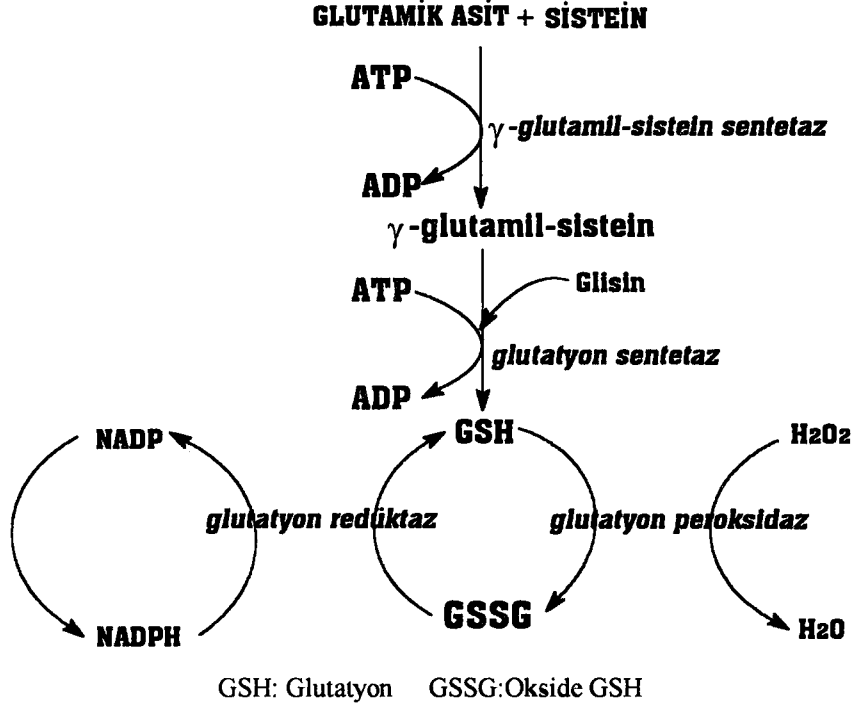 GLUTAMİK ASİT + SİSTEİN
ATP
γ-glutamil-sistein sentetaz
ADP
γ-glutamil-sistein
ATP
Glisin
glutatyon sentetaz
ADP
NADP
GSH
H2O2
glutatyon redüktaz
glutatyon peroksidaz
NADPH
GSSG
H2O
GSH: Glutatyon GSSG:Okside GSH